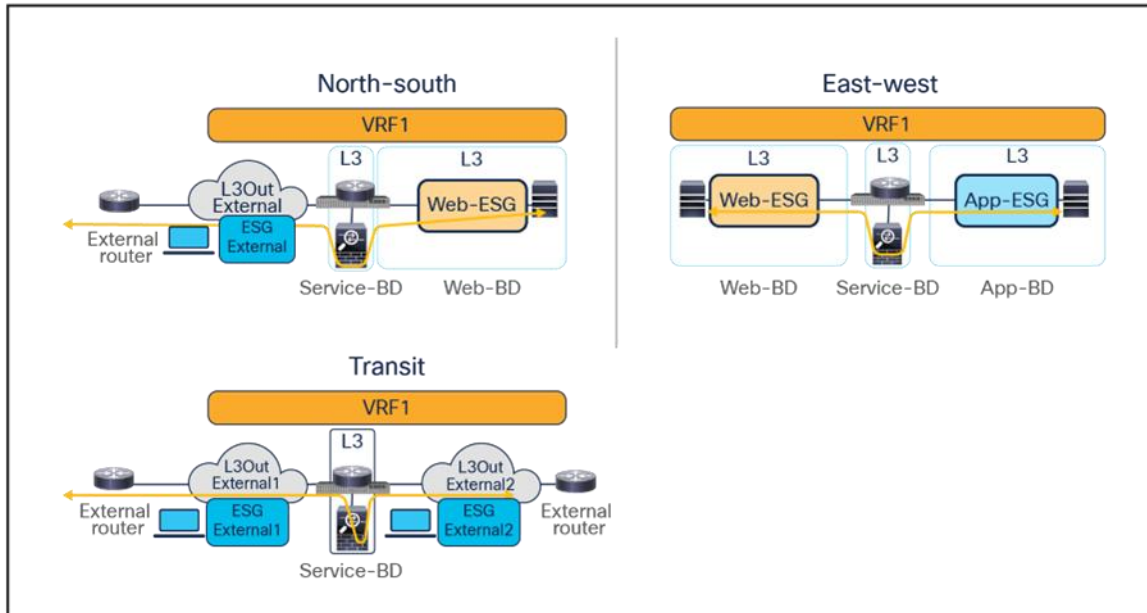 North-south
VRF1
L3
L3
L3Out
External
ESG
External
Web-ESG
External
router
Service-BD
Web-BD
East-west
VRF1
L3
L3
L3
Web-ESG
App-ESG
Web-BD
Service-BD
App-BD
Transit
VRF1
L3
L3Out
External1
L3Out
External2
ESG
External1
ESG
External2
External
router
External
router
Service-BD